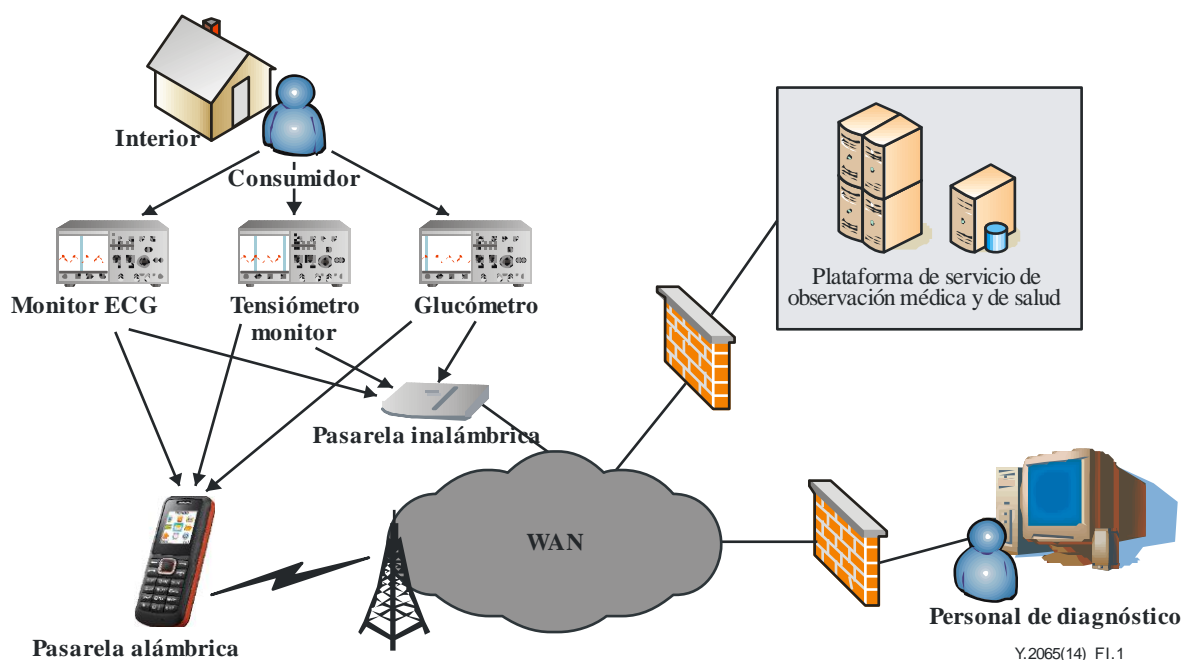 Interior
Consumidor
Monitor ECG
Tensiómetro
monitor
Glucómetro
Plataforma de servicio de
observación médica y de salud
Pasarela inalámbrica
WAN
Pasarela alámbrica
Personal de diagnóstico
Y.2065(14)_FI.1